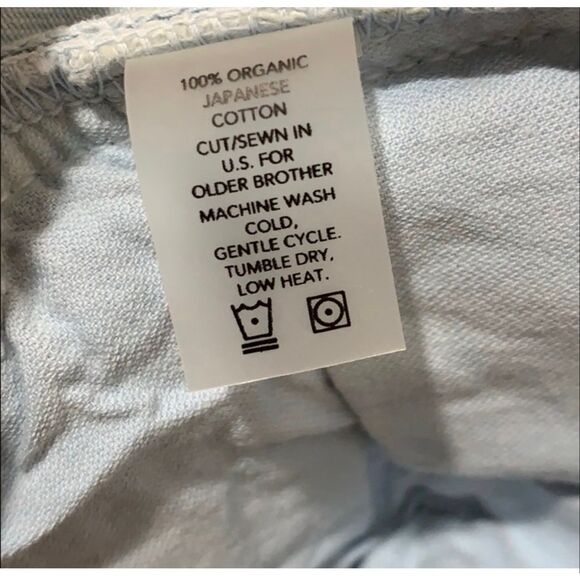 100% ORGANIC
JAPANESE
COTTON
CUT/SEWN IN
U.S. FOR
OLDER BROTHER
MACHINE WASH
COLD,
GENTLE CYCLE.
TUMBLE DRY,
LOW HEAT.